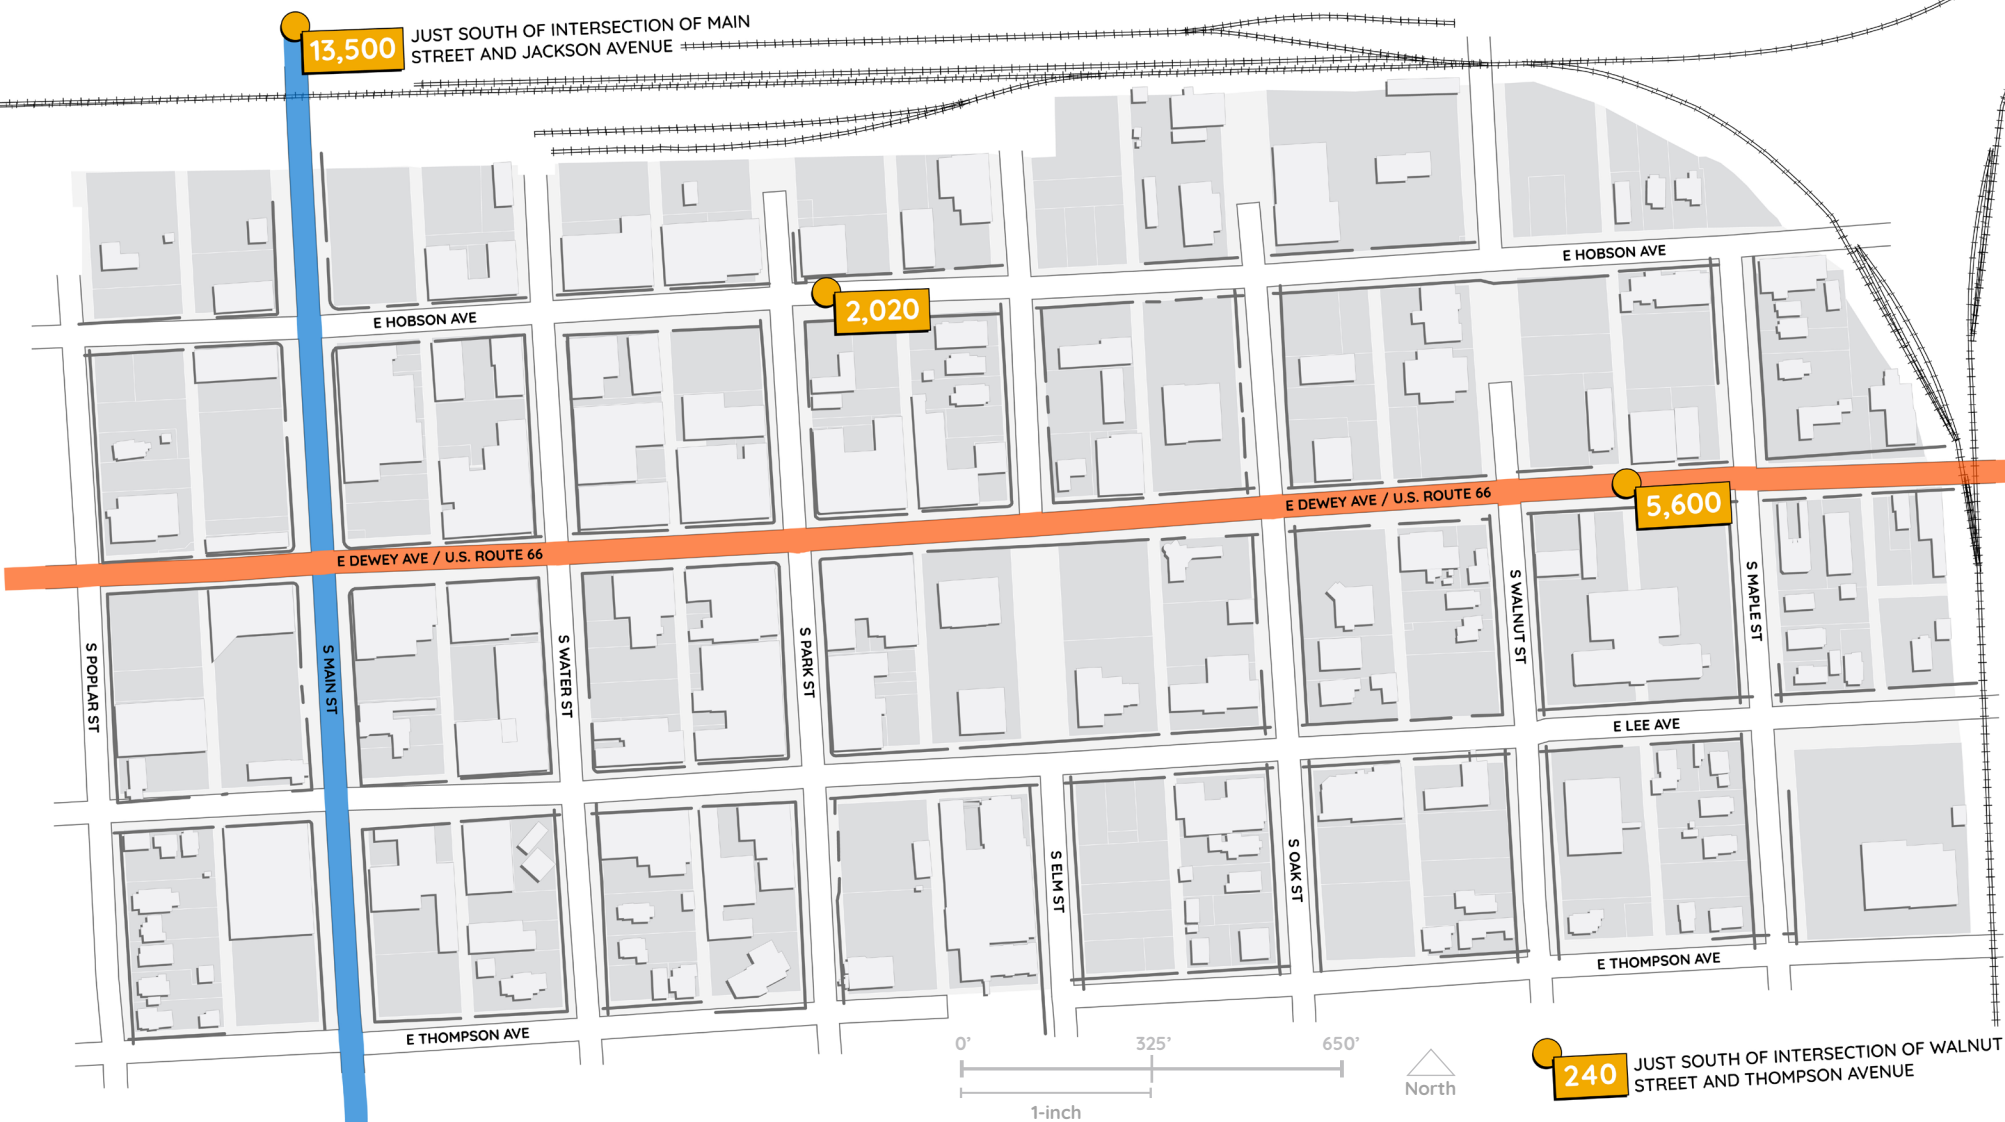 13,500
JUST SOUTH OF INTERSECTION OF MAIN
STREET AND JACKSON AVENUE
E HOBSON AVE
E HOBSON AVE
2,020
E DEWEY AVE / U.S. ROUTE 66
5,600
E DEWEY AVE / U.S. ROUTE 66
S POPLAR ST
S MAIN ST
S WATER ST
S PARK ST
S WALNUT ST
S MAPLE ST
E LEE AVE
S ELM ST
S OAK ST
E THOMPSON AVE
E THOMPSON AVE
0’
325’
650’
1-inch
North
240
JUST SOUTH OF INTERSECTION OF WALNUT
STREET AND THOMPSON AVENUE